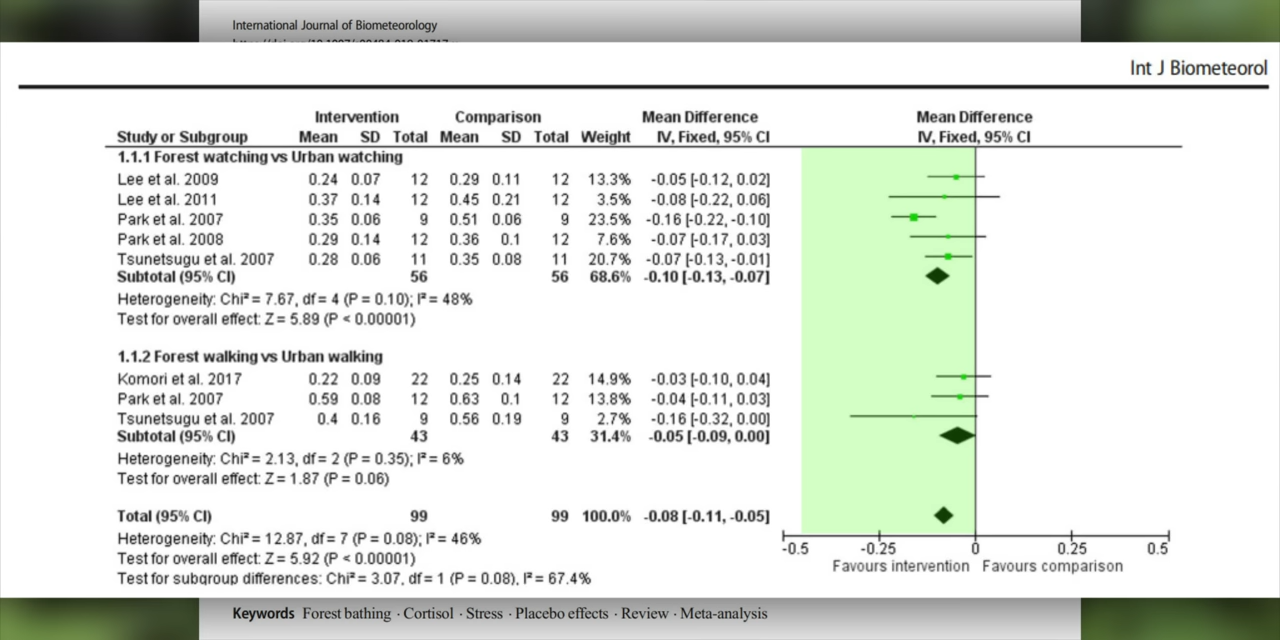 International Journal of Biometeorology
Int J Biometeorol
Intervention Comparison Mean Difference Mean Difference
Study or Subgroup Mean SD Total Mean SD Total Weight IV, Fixed, 95% CI IV, Fixed, 95% CI
1.1.1 Forest watching vs Urban watching
Lee et al. 2009 0.24 0.07 12 0.29 0.11 12 13.3% -0.05 [-0.12, 0.02]
Lee et al. 2011 0.37 0.14 12 0.45 0.21 12 3.5% -0.08 [-0.22, 0.06]
Park et al. 2007 0.35 0.06 9 0.51 0.06 9 23.5% -0.16 [-0.22, -0.10]
Park et al. 2008 0.29 0.14 12 0.36 0.1 12 7.6% -0.07 [-0.17, 0.03]
Tsunetsugu et al. 2007 0.28 0.06 11 0.35 0.08 11 20.7% -0.07 [-0.13, -0.01]
Subtotal (95% CI) 56 56 68.6% -0.10 [-0.13, -0.07]
Heterogeneity: Chi² = 7.67, df = 4 (P = 0.10); I² = 48%
Test for overall effect: Z = 5.89 (P < 0.00001)
1.1.2 Forest walking vs Urban walking
Komori et al. 2017 0.22 0.09 22 0.25 0.14 22 14.9% -0.03 [-0.10, 0.04]
Park et al. 2007 0.59 0.08 12 0.63 0.1 12 13.8% -0.04 [-0.11, 0.03]
Tsunetsugu et al. 2007 0.4 0.16 9 0.56 0.19 9 2.7% -0.16 [-0.32, 0.00]
Subtotal (95% CI) 43 43 31.4% -0.05 [-0.09, 0.00]
Heterogeneity: Chi² = 2.13, df = 2 (P = 0.35); I² = 6%
Test for overall effect: Z = 1.87 (P = 0.06)
Total (95% CI) 99 99 100.0% -0.08 [-0.11, -0.05]
Heterogeneity: Chi² = 12.87, df = 7 (P = 0.08); I² = 46%
Test for overall effect: Z = 5.92 (P < 0.00001)
Test for subgroup differences: Chi² = 3.07, df = 1 (P = 0.08), I² = 67.4%
-0.5 -0.25 0 0.25 0.5
Favours intervention Favours comparison
Keywords Forest bathing · Cortisol · Stress · Placebo effects · Review · Meta-analysis